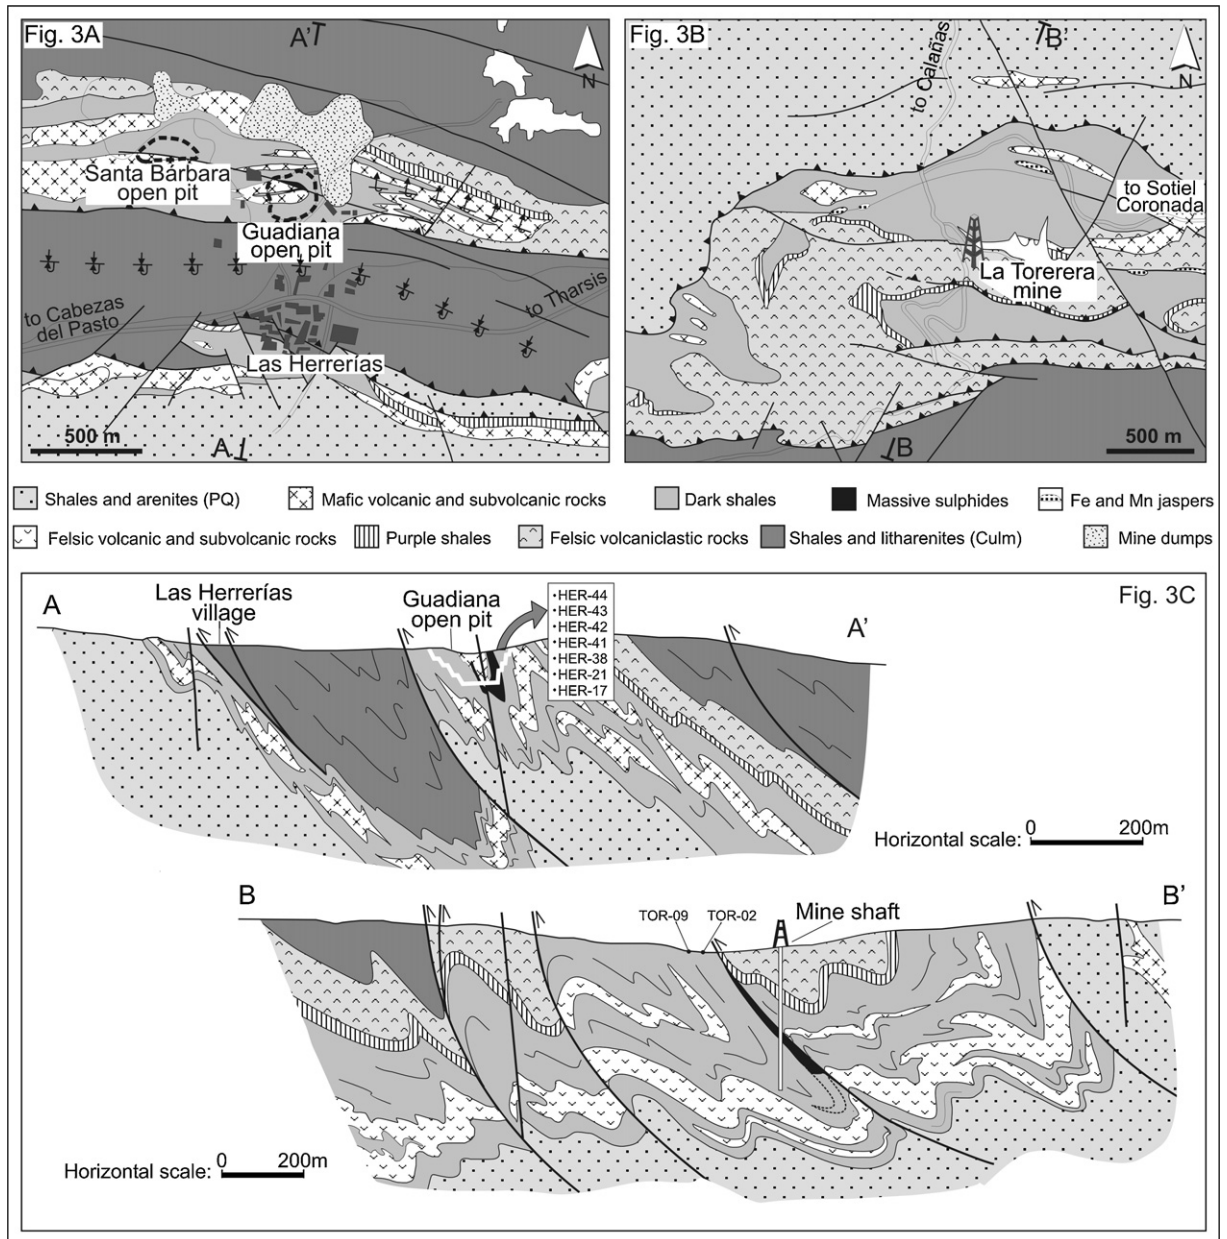 Fig. 3A
A'
N
Santa Bárbara
open pit
Guadiana
open pit
to Cabezas
del Pasto
to Tharsis
Las Herrerías
500 m
A
Fig. 3B
B'
to Calañas
N
to Sotiel
Coronada
La Torerera
mine
B
500 m
Shales and arenites (PQ)
Mafic volcanic and subvolcanic rocks
Dark shales
Massive sulphides
Fe and Mn jaspers
Felsic volcanic and subvolcanic rocks
Purple shales
Felsic volcaniclastic rocks
Shales and litharenites (Culm)
Mine dumps
Fig. 3C
A
Las Herrerías
village
Guadiana
open pit
•HER-44
•HER-43
•HER-42
•HER-41
•HER-38
•HER-21
•HER-17
A'
Horizontal scale: 0 200m
B
TOR-09
TOR-02
Mine shaft
B'
Horizontal scale: 0 200m